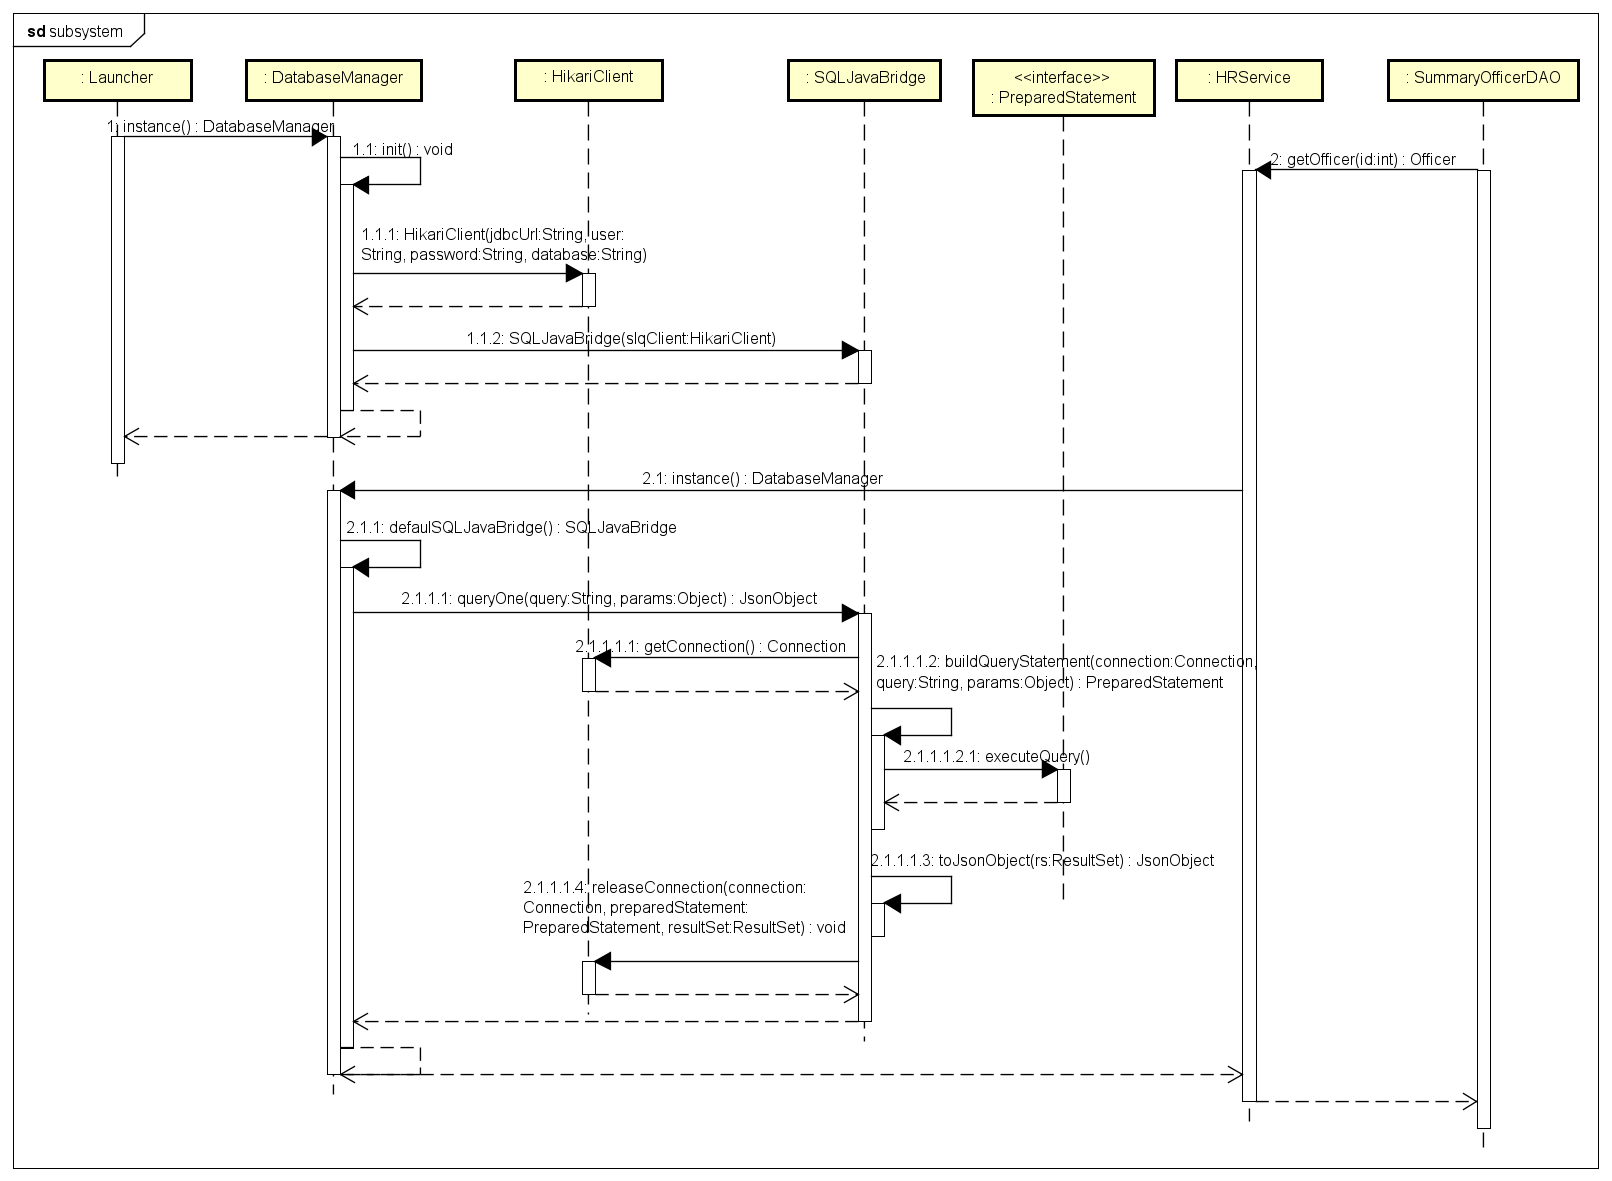 sd subsystem
: Launcher
: DatabaseManager
: HikariClient
: SQLJavaBridge
<<interface>>
: PreparedStatement
: HRService
: SummaryOfficerDAO
1: instance() : DatabaseManager
1.1: init() : void
2: getOfficer(id:int) : Officer
1.1.1: HikariClient(jdbcUrl:String, user:
String, password:String, database:String)
1.1.2: SQLJavaBridge(slqClient:HikariClient)
2.1: instance() : DatabaseManager
2.1.1: defaulSQLJavaBridge() : SQLJavaBridge
2.1.1.1: queryOne(query:String, params:Object) : JsonObject
2.1.1.1.1: getConnection() : Connection
2.1.1.1.2: buildQueryStatement(connection:Connection,
query:String, params:Object) : PreparedStatement
2.1.1.1.2.1: executeQuery()
2.1.1.1.3: toJsonObject(rs:ResultSet) : JsonObject
2.1.1.1.4: releaseConnection(connection:
Connection, preparedStatement:
PreparedStatement, resultSet:ResultSet) : void